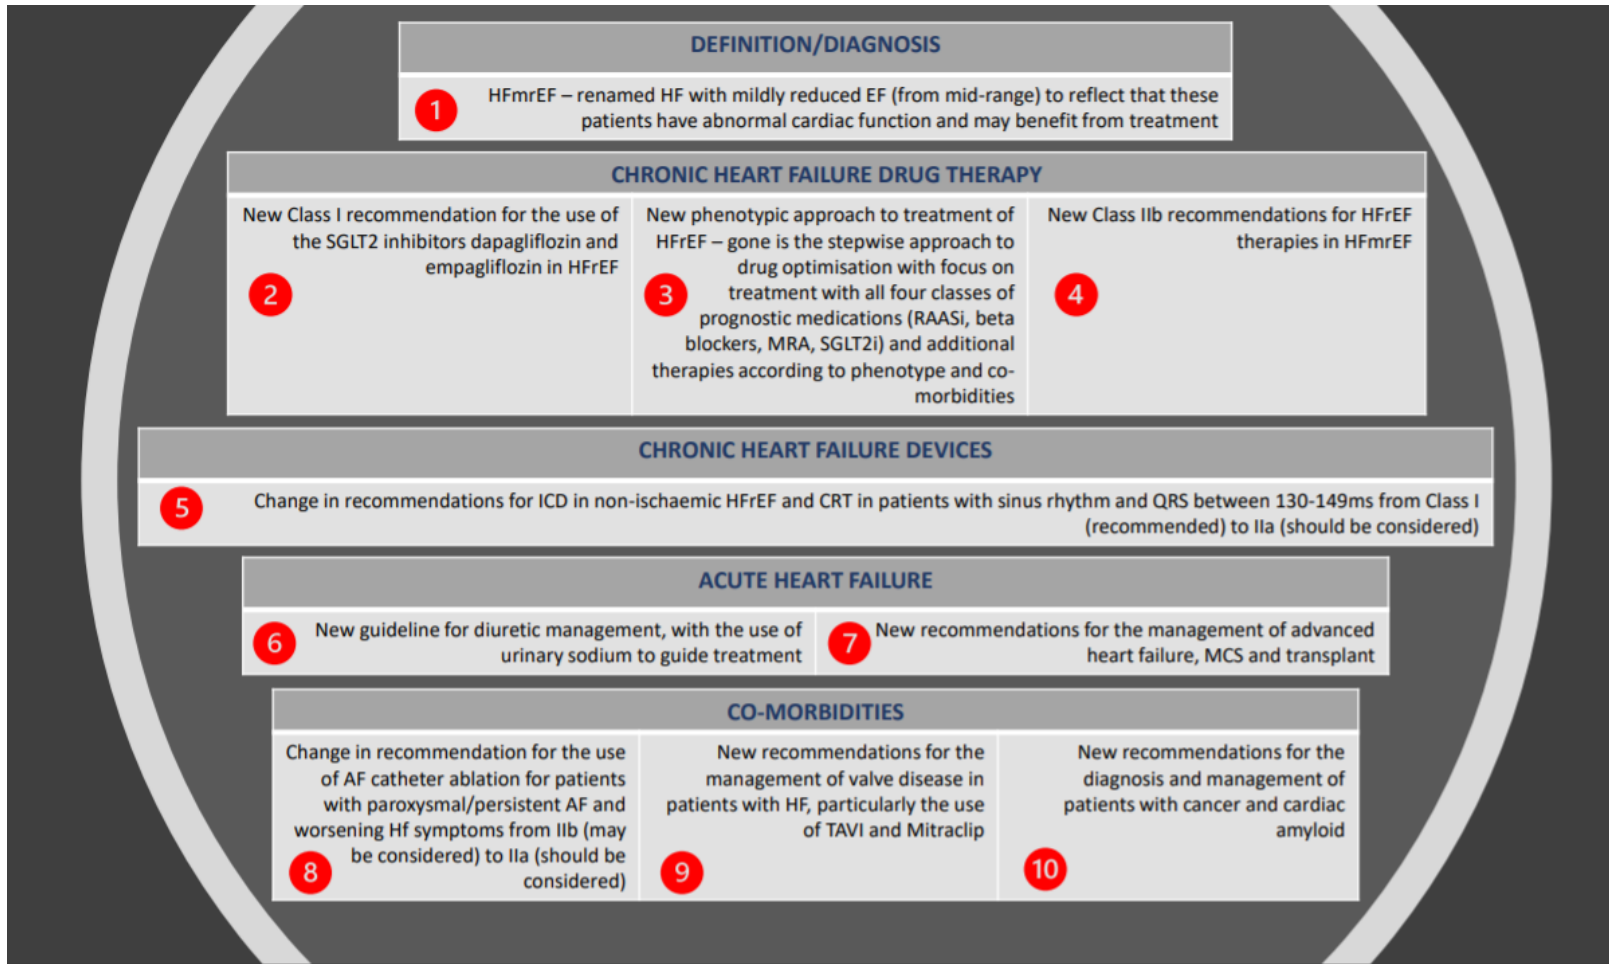 DEFINITION/DIAGNOSIS
1
HFmrEF – renamed HF with mildly reduced EF (from mid-range) to reflect that these
patients have abnormal cardiac function and may benefit from treatment
CHRONIC HEART FAILURE DRUG THERAPY
New Class I recommendation for the use of
the SGLT2 inhibitors dapagliflozin and
empagliflozin in HFrEF
2
New phenotypic approach to treatment of
HFrEF – gone is the stepwise approach to
drug optimisation with focus on
treatment with all four classes of
prognostic medications (RAASi, beta
blockers, MRA, SGLT2i) and additional
therapies according to phenotype and co-
morbidities
3
New Class IIb recommendations for HFrEF
therapies in HFmrEF
4
CHRONIC HEART FAILURE DEVICES
5
Change in recommendations for ICD in non-ischaemic HFrEF and CRT in patients with sinus rhythm and QRS between 130-149ms from Class I
(recommended) to IIa (should be considered)
ACUTE HEART FAILURE
6
New guideline for diuretic management, with the use of
urinary sodium to guide treatment
7
New recommendations for the management of advanced
heart failure, MCS and transplant
CO-MORBIDITIES
Change in recommendation for the use
of AF catheter ablation for patients
with paroxysmal/persistent AF and
worsening Hf symptoms from IIb (may
be considered) to IIa (should be
considered)
8
New recommendations for the
management of valve disease in
patients with HF, particularly the use
of TAVI and Mitraclip
9
New recommendations for the
diagnosis and management of
patients with cancer and cardiac
amyloid
10